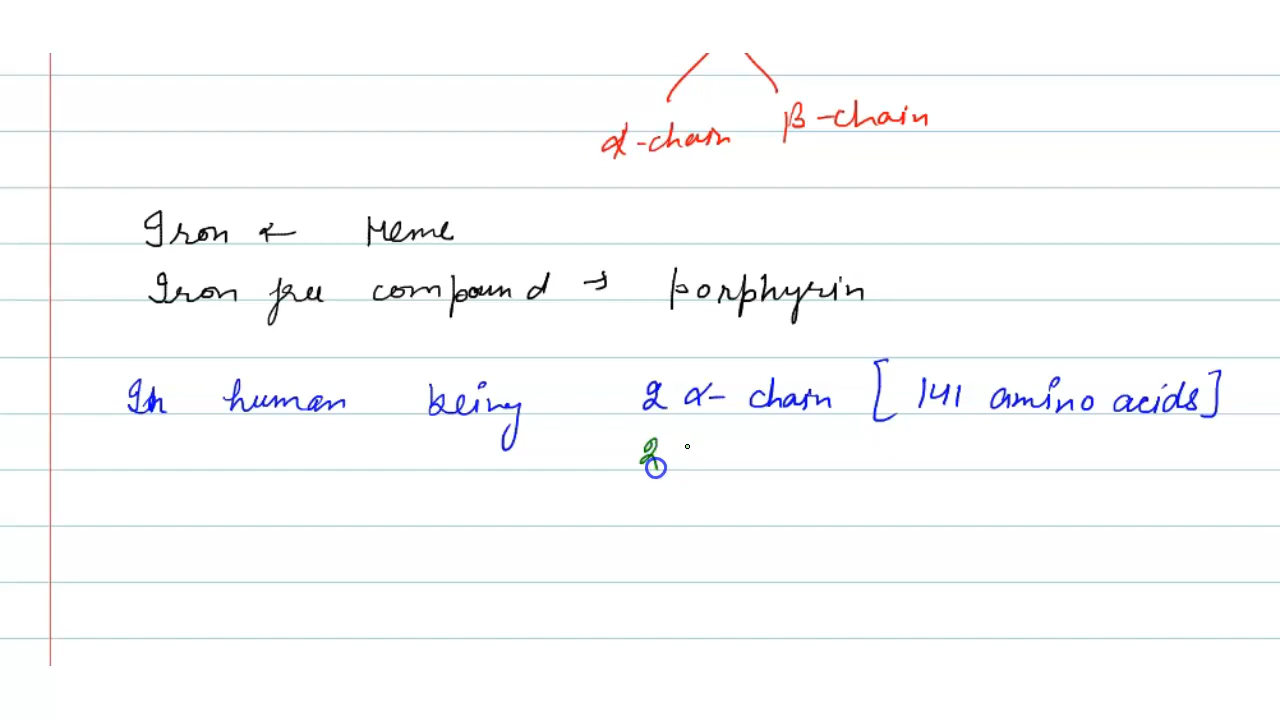 α-chain β-chain
Iron ← Heme
Iron free compound → porphyrin
In human being 2 α- chain [141 amino acids]
2